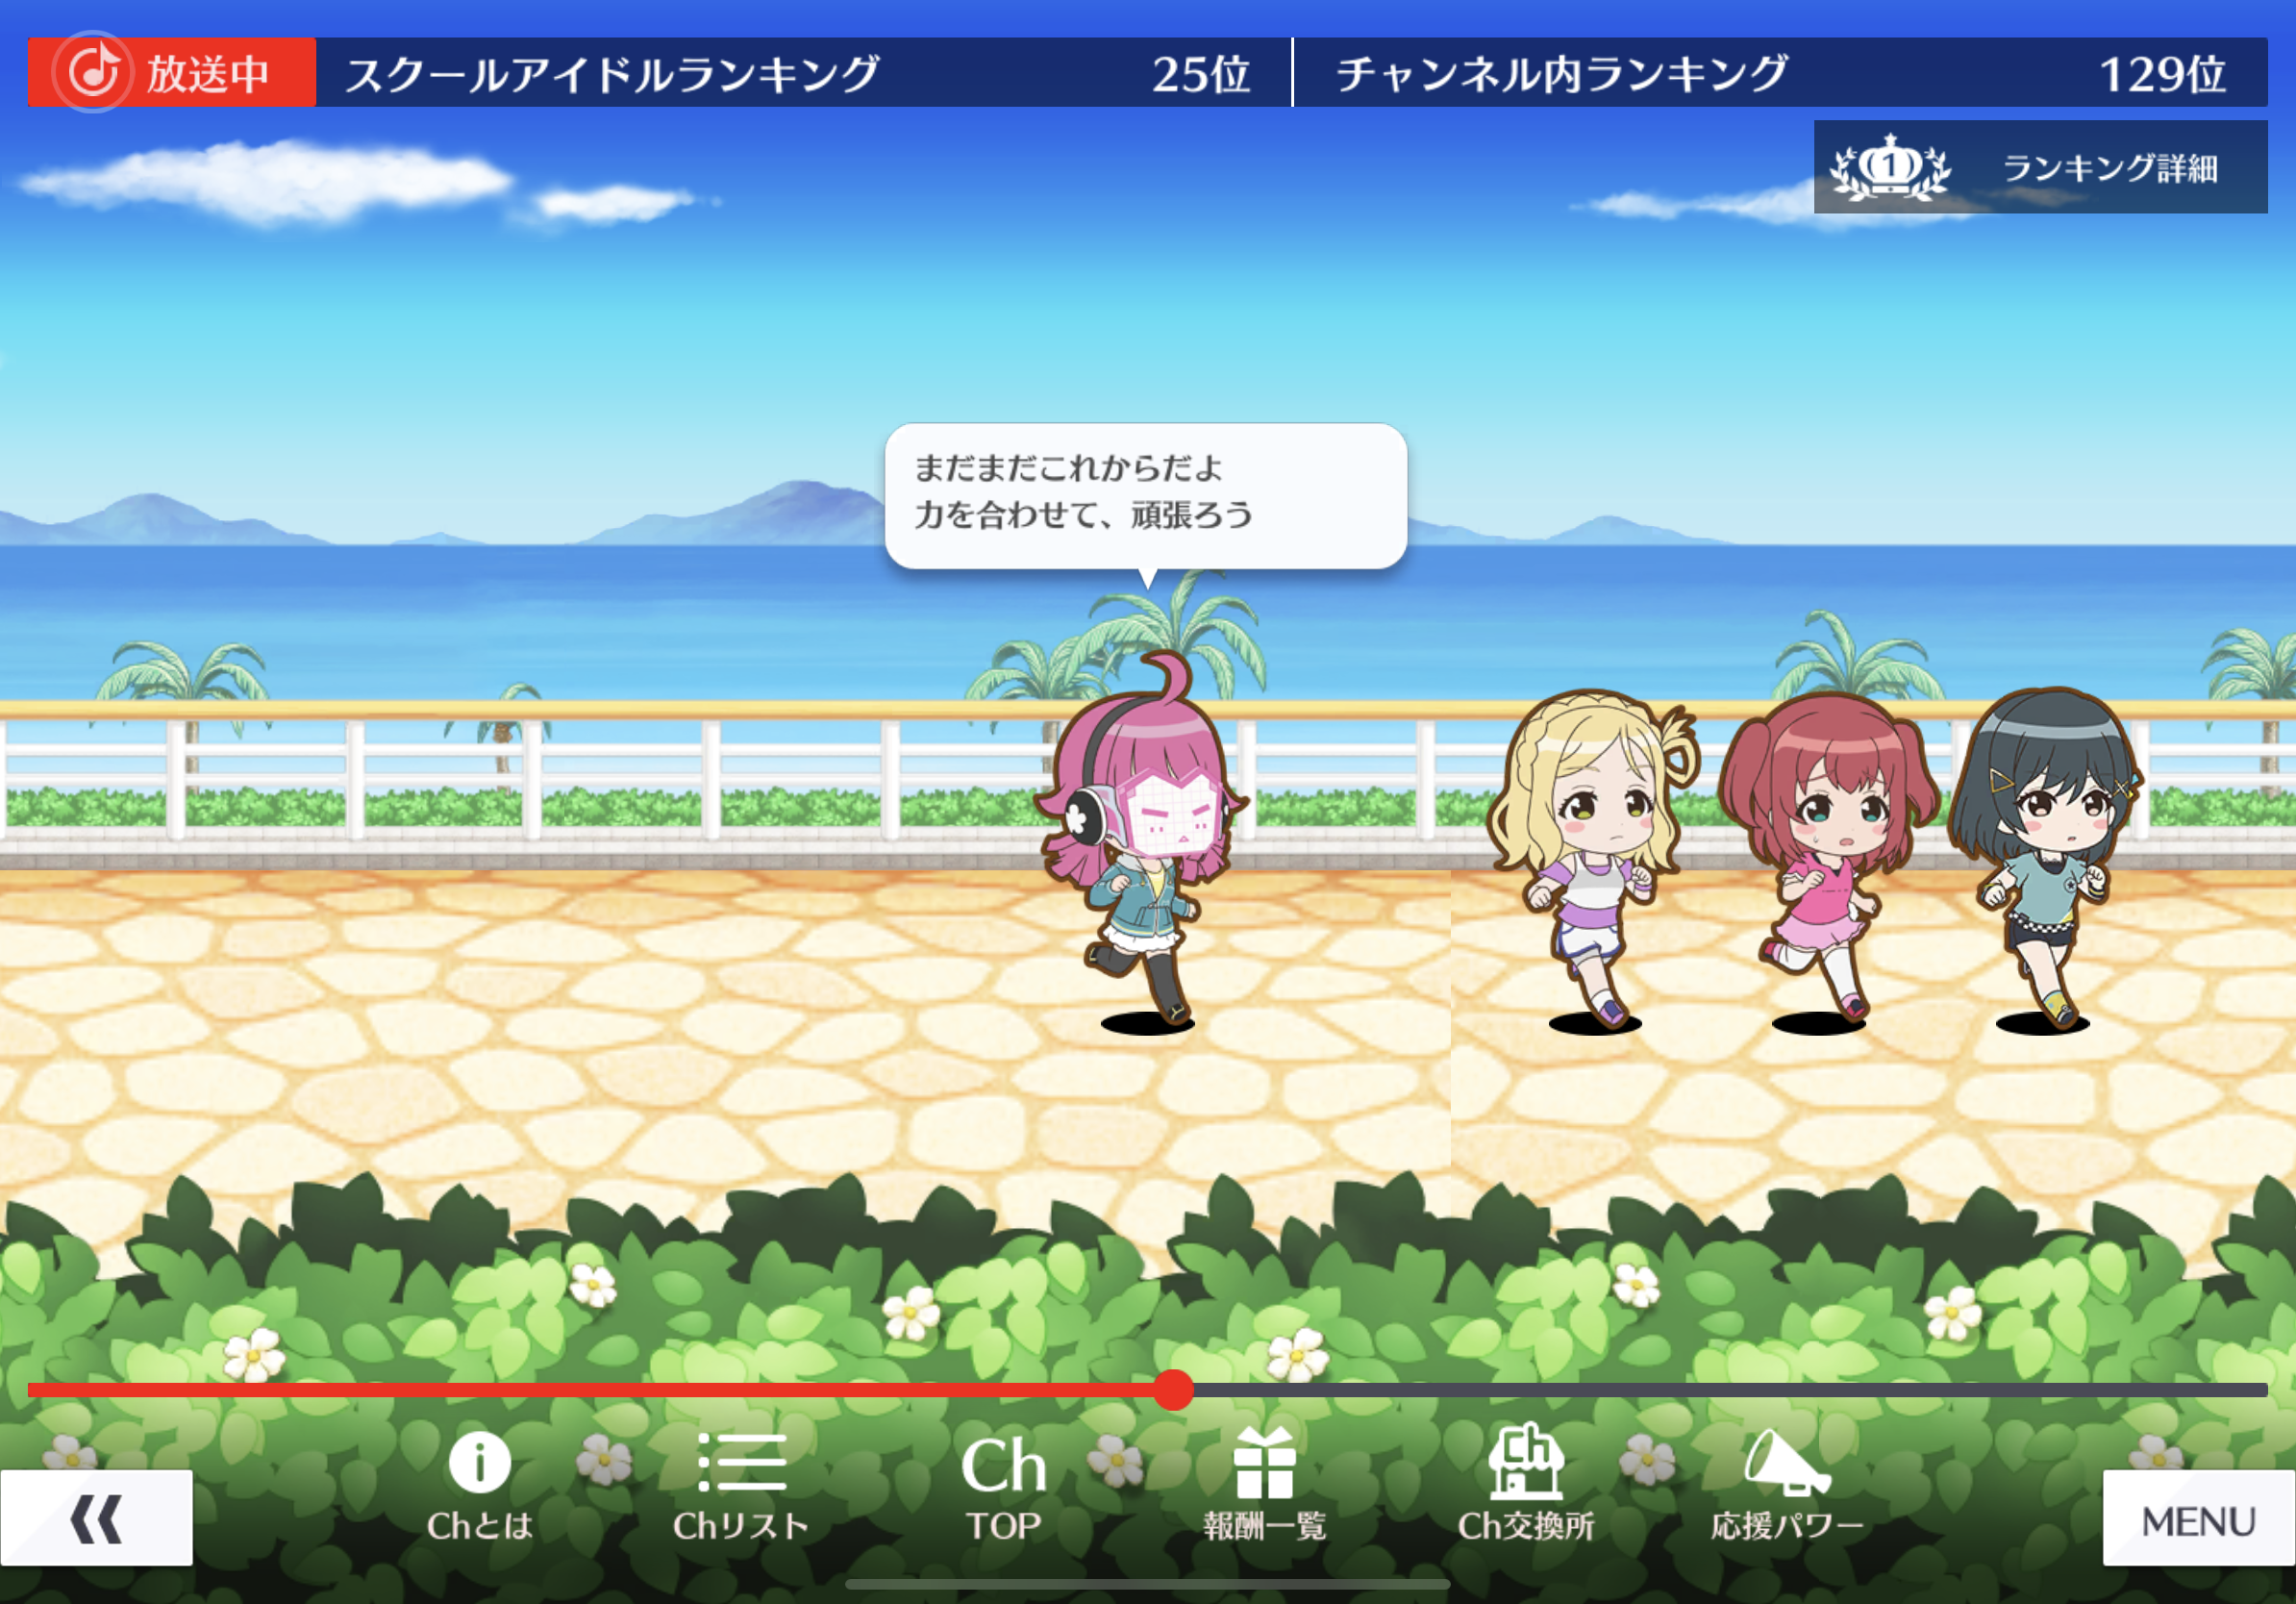 放送中
スクールアイドルランキング 25位
チャンネル内ランキング 129位
1
ランキング詳細
まだまだこれからだよ
力を合わせて、頑張ろう
i
Chとは
Chリスト
Ch
TOP
報酬一覧
Ch
Ch交換所
応援パワー
MENU